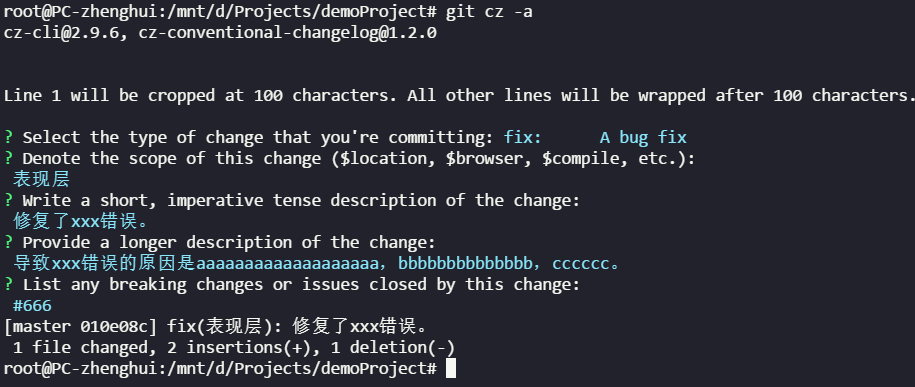 root@PC-zhenghui:/mnt/d/Projects/demoProject# git cz -a
cz-cli@2.9.6, cz-conventional-changelog@1.2.0
Line 1 will be cropped at 100 characters. All other lines will be wrapped after 100 characters.
? Select the type of change that you're committing: fix:      A bug fix
? Denote the scope of this change ($location, $browser, $compile, etc.):
表现层
? Write a short, imperative tense description of the change:
修复了xxx错误。
? Provide a longer description of the change:
导致xxx错误的原因是aaaaaaaaaaaaaaaaaaa，bbbbbbbbbbbbbb，cccccc。
? List any breaking changes or issues closed by this change:
#666
[master 010e08c] fix(表现层): 修复了xxx错误。
1 file changed, 2 insertions(+), 1 deletion(-)
root@PC-zhenghui:/mnt/d/Projects/demoProject#